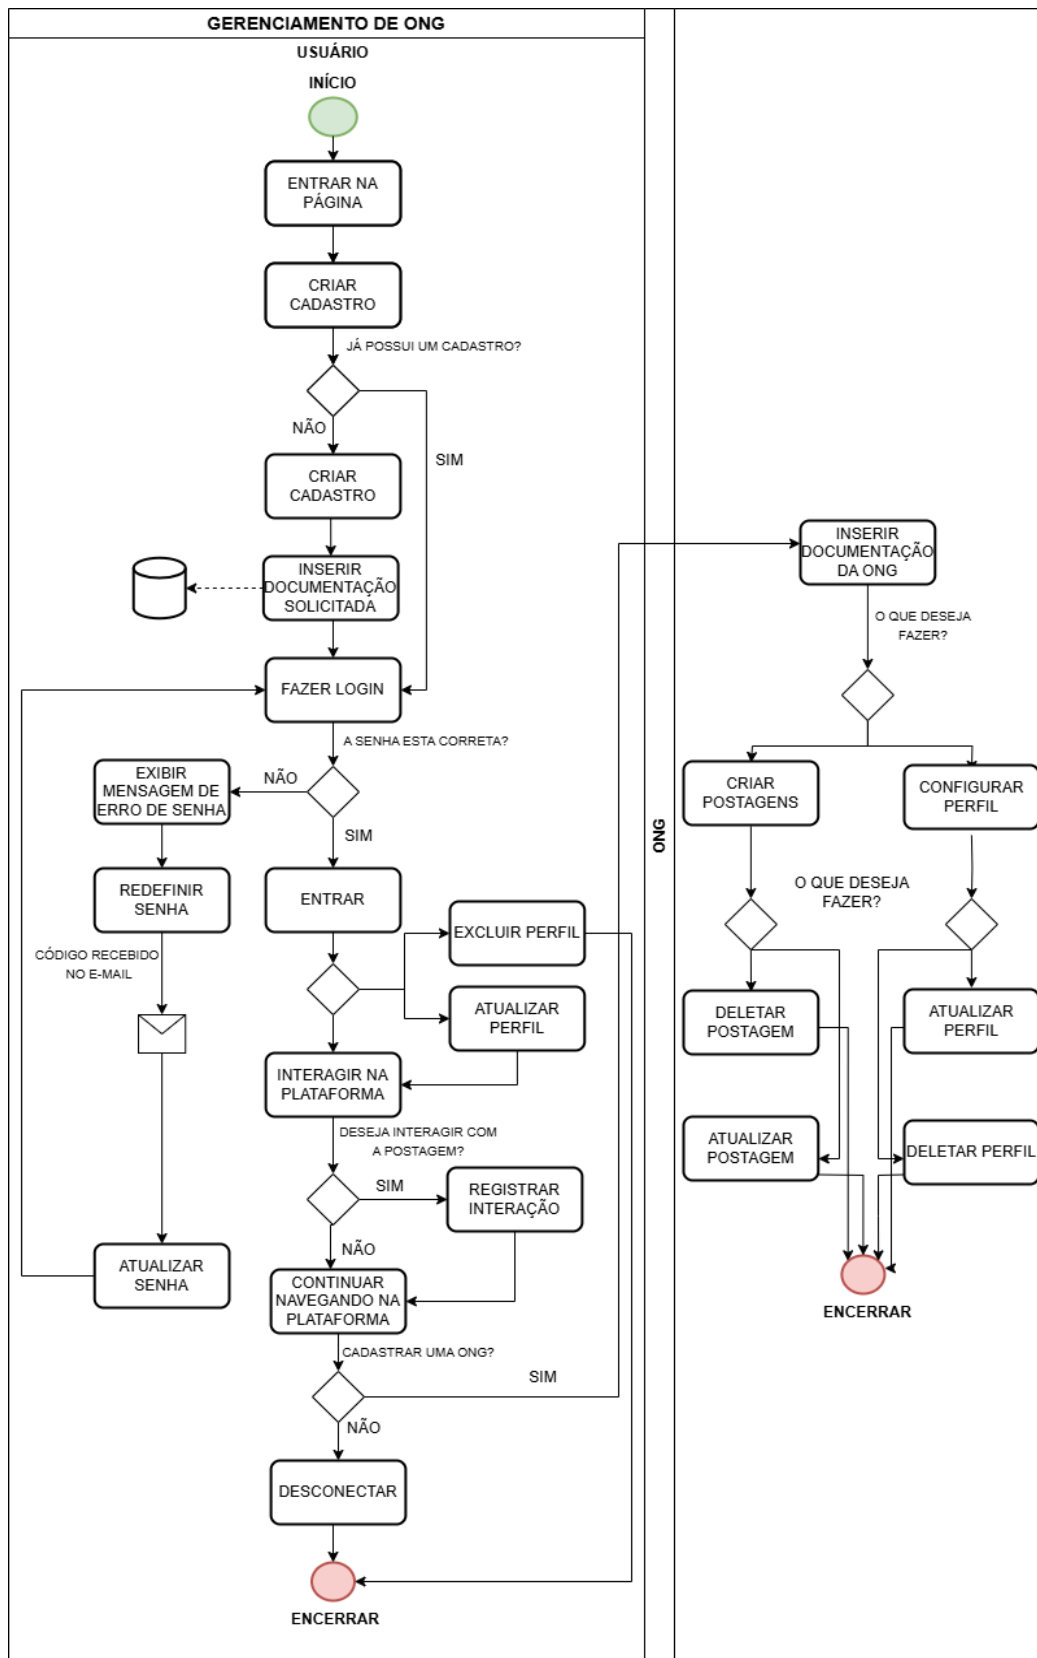 GERENCIAMENTO DE ONG
USUÁRIO
INÍCIO
ENTRAR NA
PÁGINA
CRIAR
CADASTRO
JÁ POSSUI UM CADASTRO?
NÃO
SIM
CRIAR
CADASTRO
INSERIR
DOCUMENTAÇÃO
SOLICITADA
FAZER LOGIN
A SENHA ESTA CORRETA?
NÃO
EXIBIR
MENSAGEM DE
ERRO DE SENHA
SIM
REDEFINIR
SENHA
ENTRAR
CÓDIGO RECEBIDO
NO E-MAIL
EXCLUIR PERFIL
ATUALIZAR
PERFIL
INTERAGIR NA
PLATAFORMA
DESEJA INTERAGIR COM
A POSTAGEM?
SIM
REGISTRAR
INTERAÇÃO
NÃO
ATUALIZAR
SENHA
CONTINUAR
NAVEGANDO NA
PLATAFORMA
CADASTRAR UMA ONG?
SIM
NÃO
DESCONECTAR
ENCERRAR
ONG
INSERIR
DOCUMENTAÇÃO
DA ONG
O QUE DESEJA
FAZER?
CRIAR
POSTAGENS
CONFIGURAR
PERFIL
O QUE DESEJA
FAZER?
DELETAR
POSTAGEM
ATUALIZAR
PERFIL
ATUALIZAR
POSTAGEM
DELETAR PERFIL
ENCERRAR